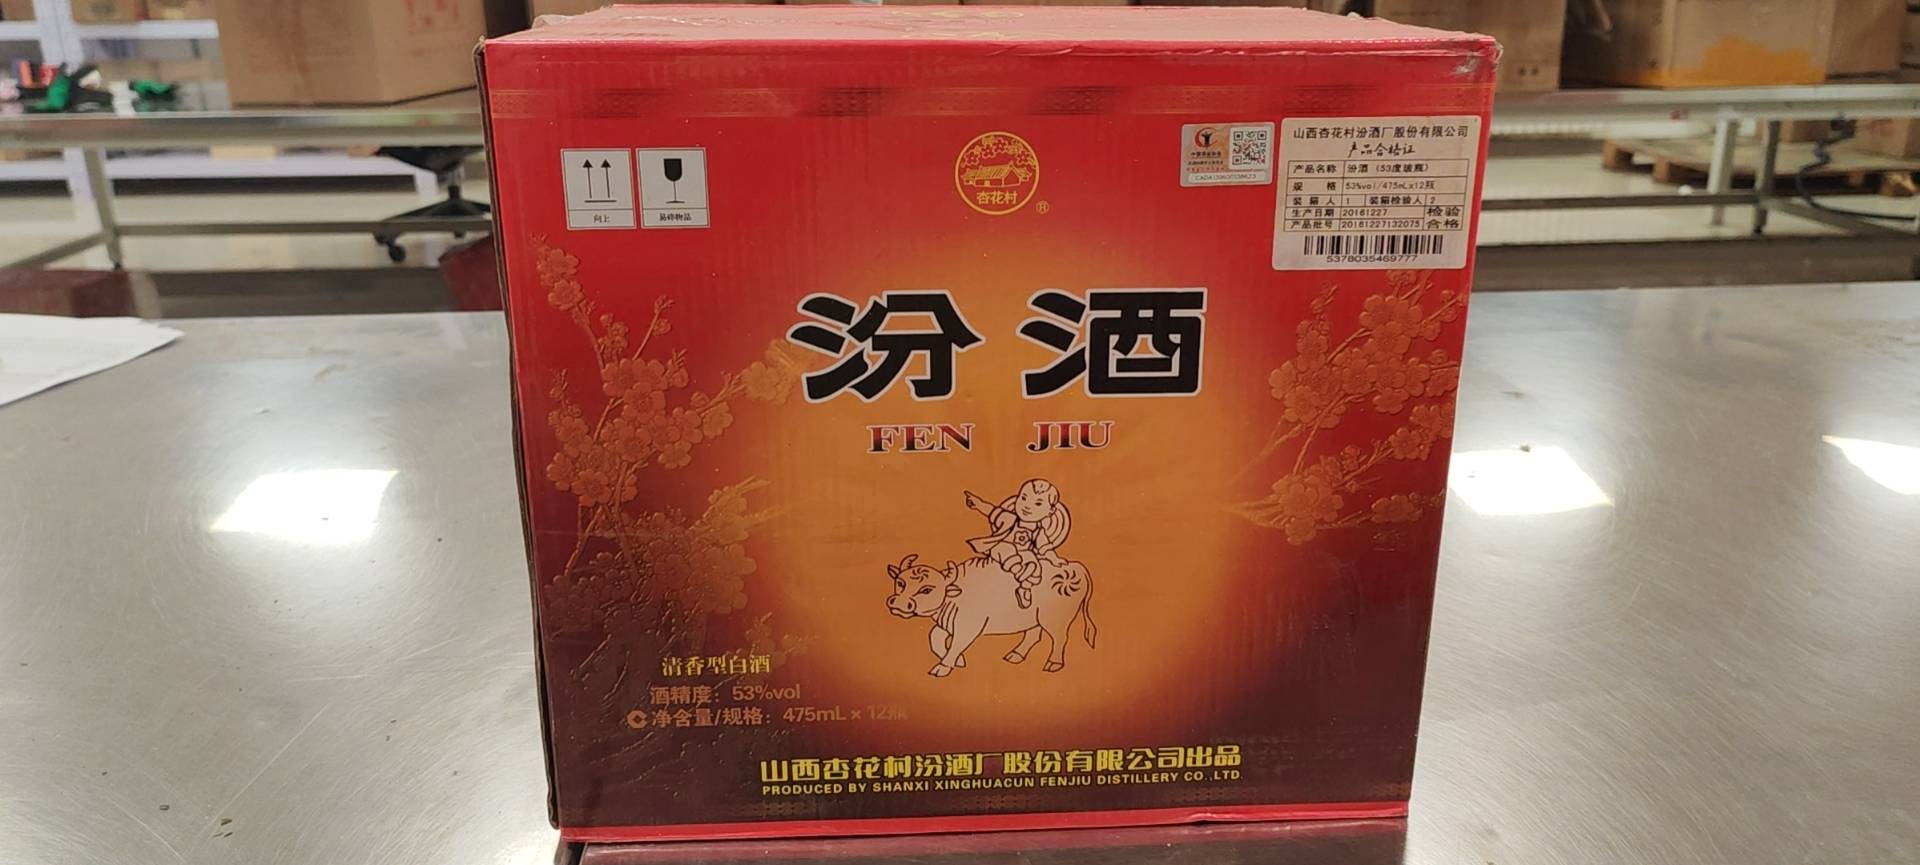 杏花村
®
向上
易碎物品
山西杏花村汾酒厂股份有限公司
产品合格证
产品名称 汾酒（53度玻瓶）
规 格 53%vol/475mL×12瓶
装箱人 1 装箱检验人 2
生产日期 20161227 检验
产品批号 20161227132075 合格
5378035469777
汾酒
FEN JIU
清香型白酒
酒精度：53%vol
净含量/规格：475mL×12瓶
山西杏花村汾酒厂股份有限公司出品
PRODUCED BY SHANXI XINGHUACUN FENJIU DISTILLERY CO.,LTD.